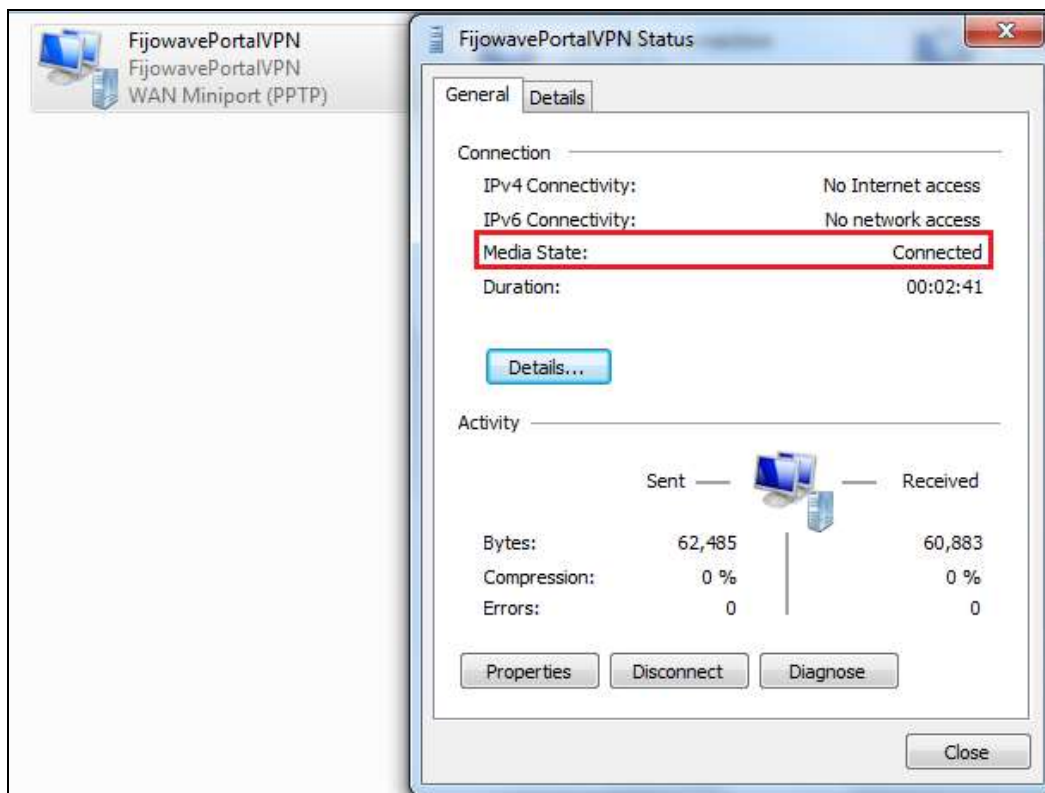 FijowavePortalVPN
FijowavePortalVPN
WAN Miniport (PPTP)
FijowavePortalVPN Status
General Details
Connection
IPv4 Connectivity: No Internet access
IPv6 Connectivity: No network access
Media State: Connected
Duration: 00:02:41
Details...
Activity
Sent Received
Bytes: 62,485 60,883
Compression: 0 % 0 %
Errors: 0 0
Properties Disconnect Diagnose
Close